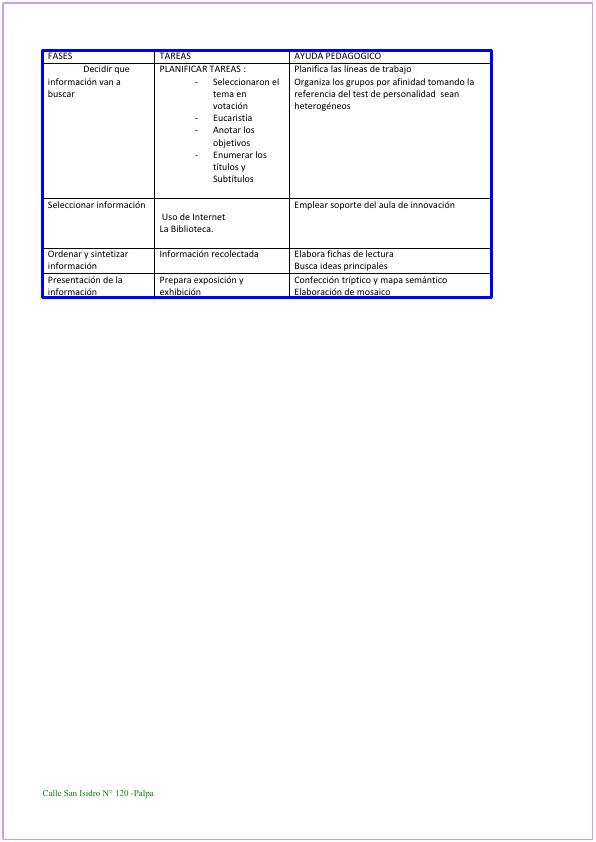 FASES
TAREAS
AYUDA PEDAGOGICO
Decidir que
información van a
buscar
PLANIFICAR TAREAS :
- Seleccionaron el
tema en
votación
- Eucaristía
- Anotar los
objetivos
- Enumerar los
títulos y
Subtítulos
Planifica las líneas de trabajo
Organiza los grupos por afinidad tomando la
referencia del test de personalidad sean
heterogéneos
Seleccionar información
Uso de Internet
La Biblioteca.
Emplear soporte del aula de innovación
Ordenar y sintetizar
información
Información recolectada
Elabora fichas de lectura
Busca ideas principales
Presentación de la
información
Prepara exposición y
exhibición
Confección tríptico y mapa semántico
Elaboración de mosaico
Calle San Isidro N° 120 -Palpa